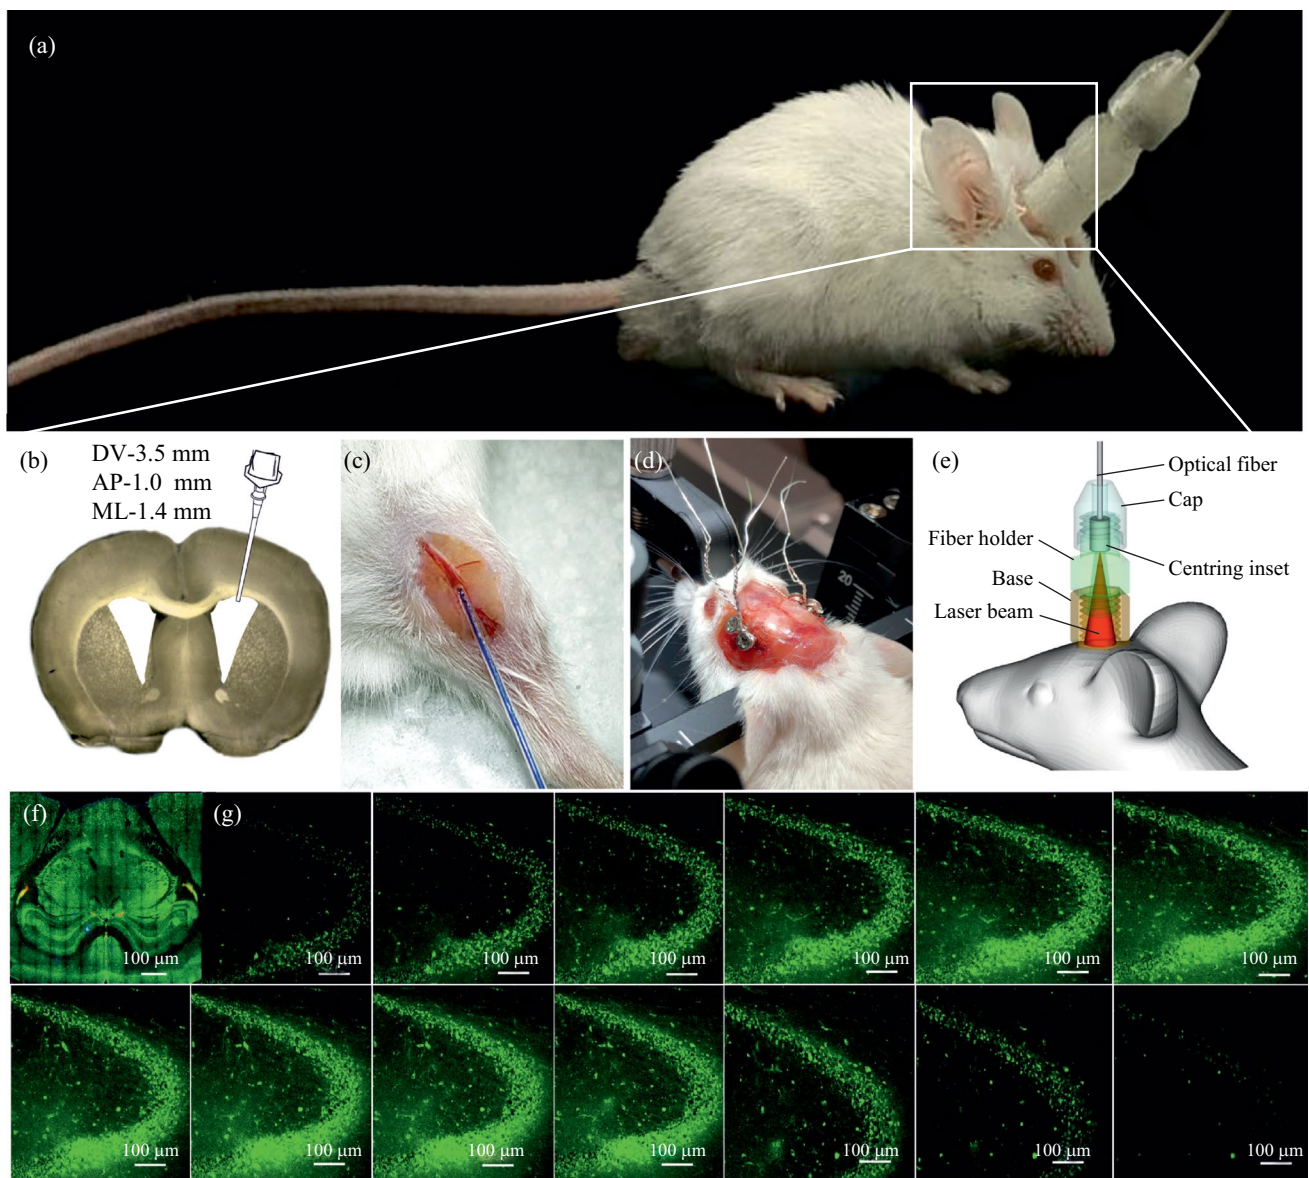 (a)
(b)
DV-3.5 mm
AP-1.0 mm
ML-1.4 mm
(c)
(d)
20
(e)
Optical fiber
Cap
Fiber holder
Centring inset
Base
Laser beam
(f)
100 µm
(g)
100 µm
100 µm
100 µm
100 µm
100 µm
100 µm
100 µm
100 µm
100 µm
100 µm
100 µm
100 µm
100 µm